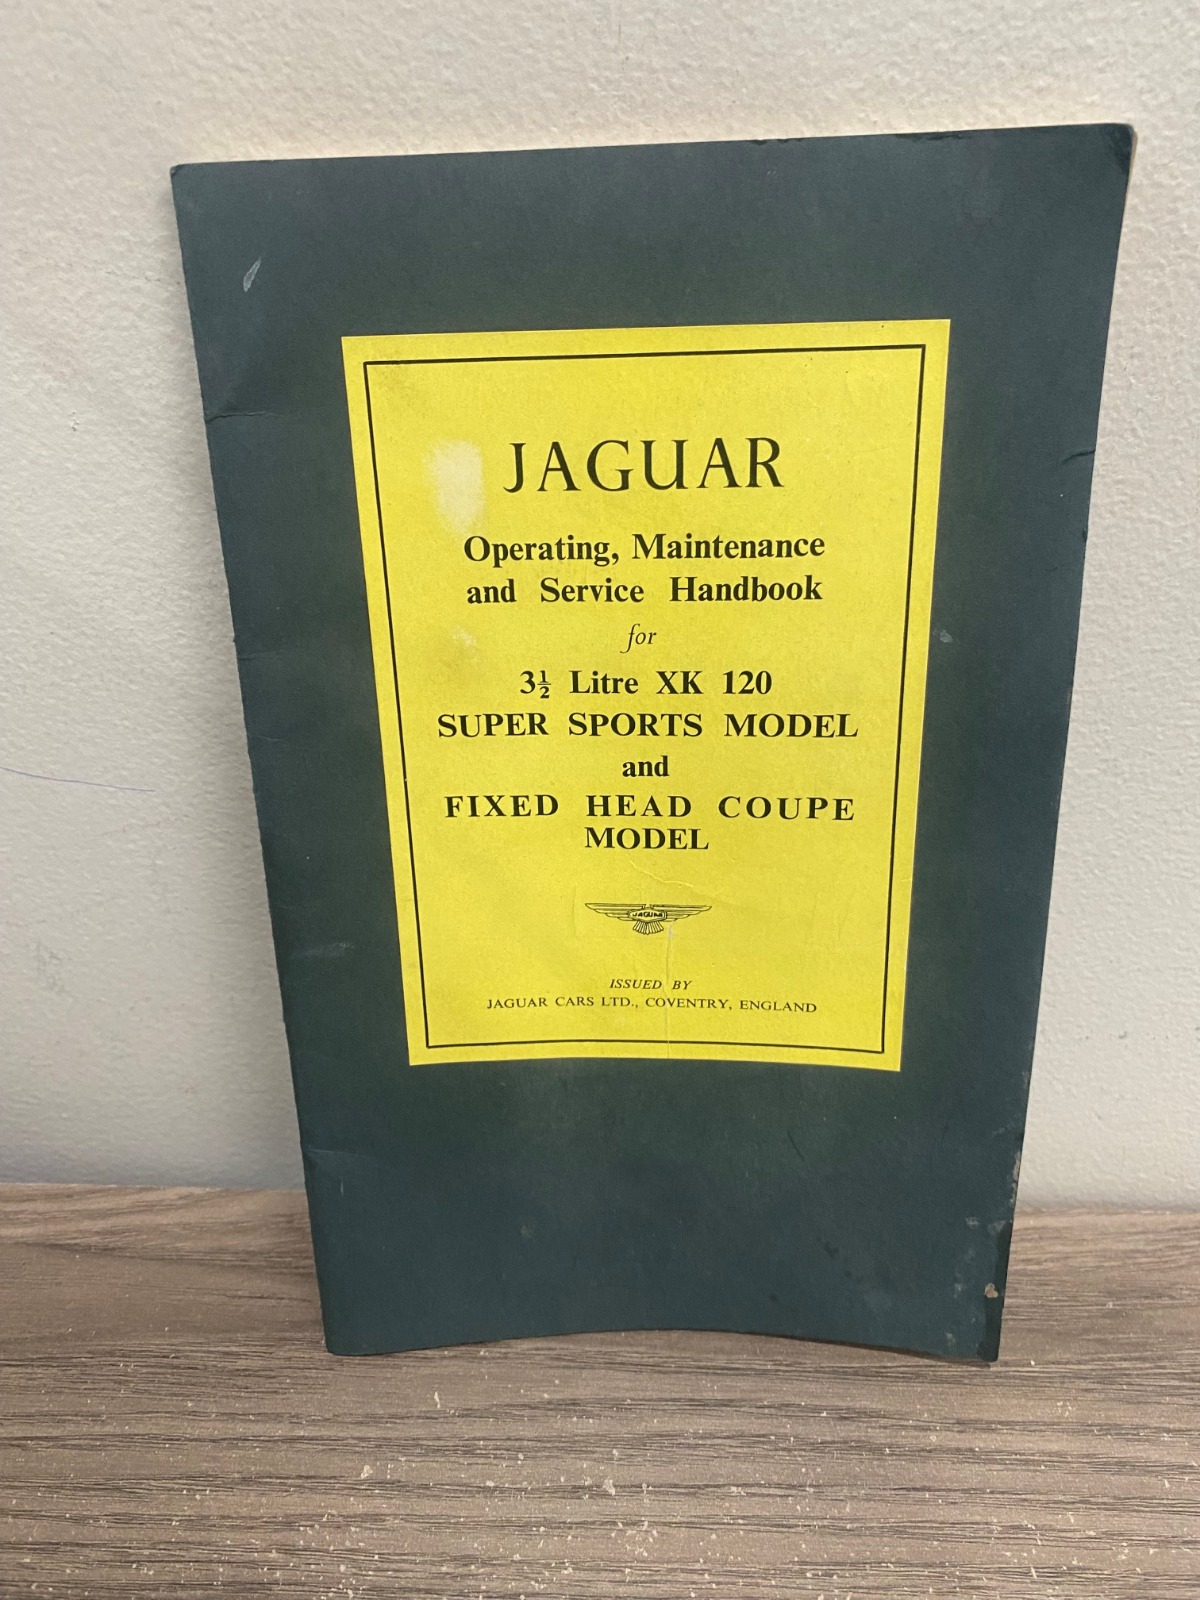 JAGUAR
Operating, Maintenance
and Service Handbook
for
3½ Litre XK 120
SUPER SPORTS MODEL
and
FIXED HEAD COUPE
MODEL
JAGUAR
ISSUED BY
JAGUAR CARS LTD., COVENTRY, ENGLAND